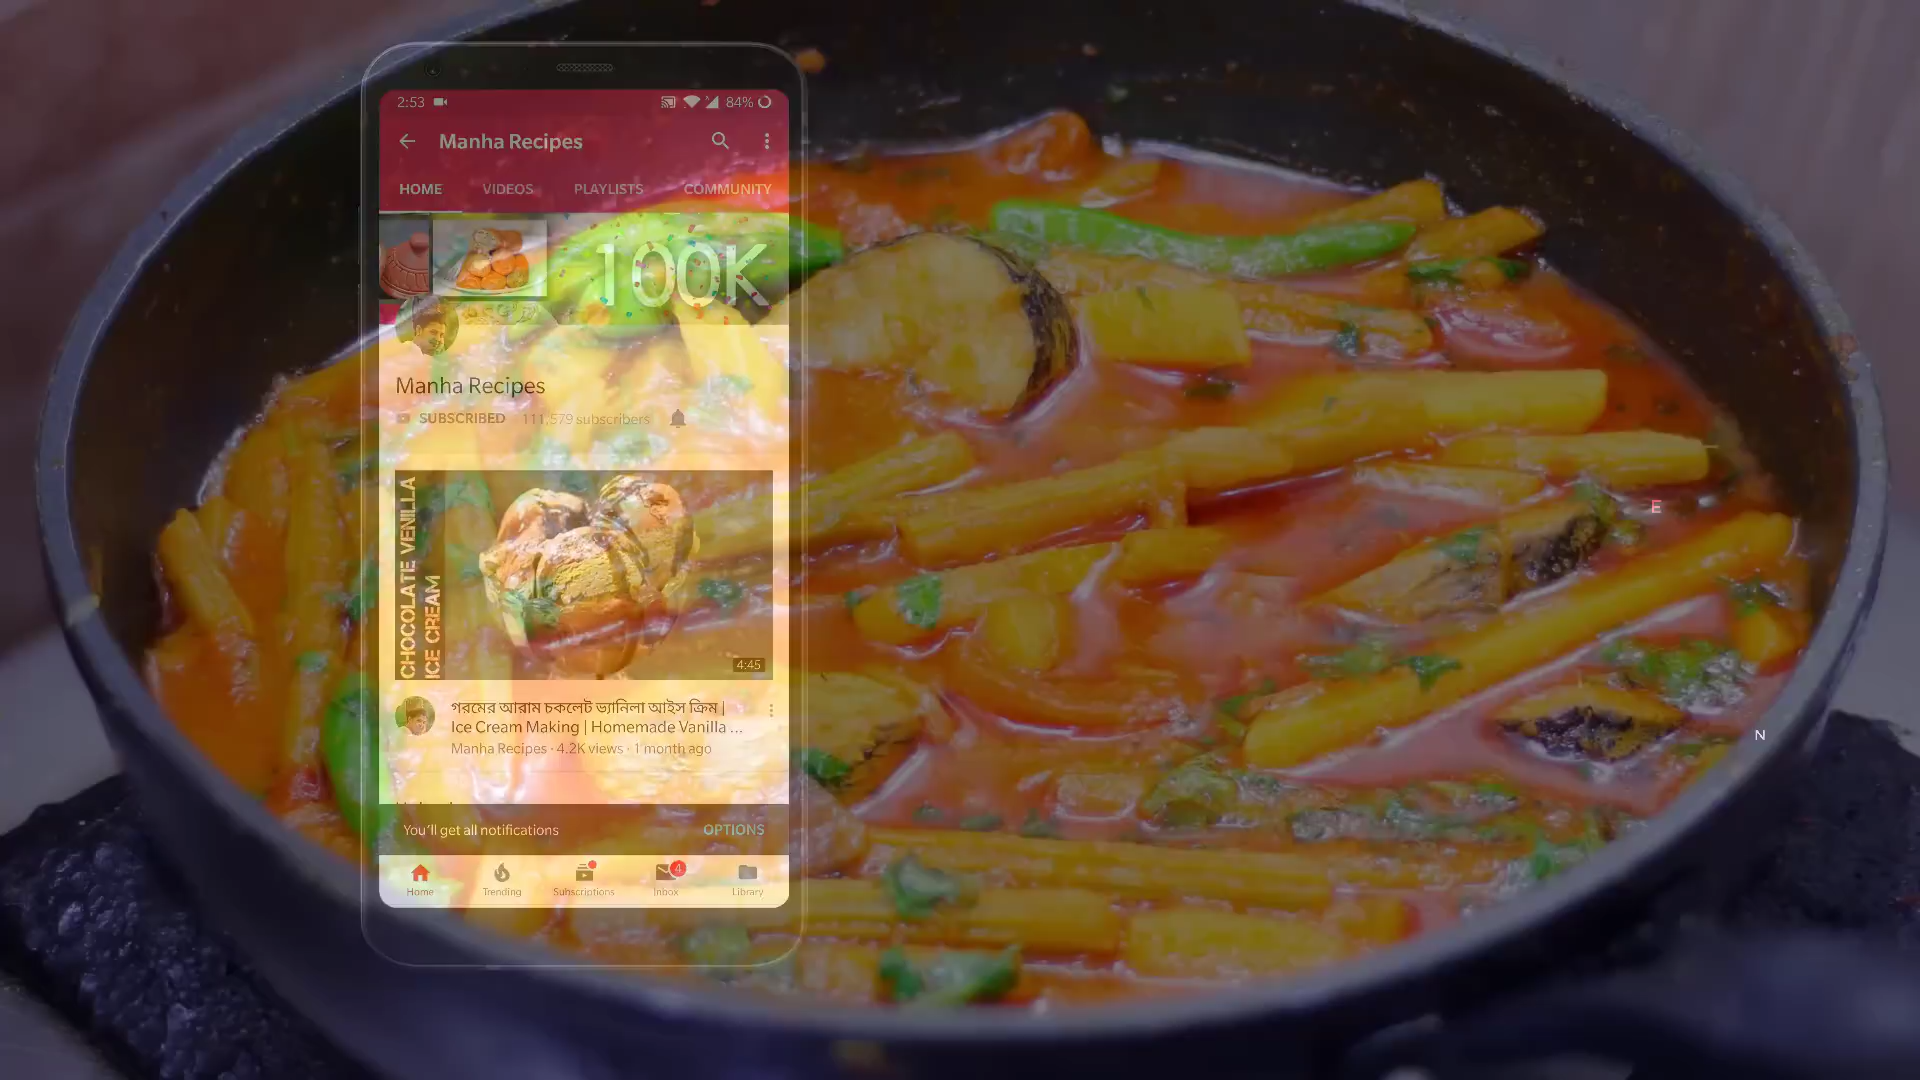 2:53
84%
Manha Recipes
HOME VIDEOS PLAYLISTS COMMUNITY
100K
Manha Recipes
SUBSCRIBED 111,579 subscribers
CHOCOLATE VENILLA
ICE CREAM
4:45
গরমের আরাম চকলেট ভ্যানিলা আইস ক্রিম |
Ice Cream Making | Homemade Vanilla ...
Manha Recipes · 4.2K views · 1 month ago
You'll get all notifications OPTIONS
4
Home Trending Subscriptions Inbox Library
E
N